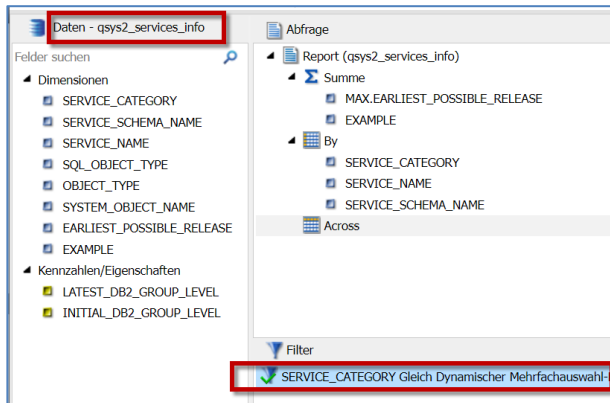 Daten - qsys2_services_info
Felder suchen
Dimensionen
SERVICE_CATEGORY
SERVICE_SCHEMA_NAME
SERVICE_NAME
SQL_OBJECT_TYPE
OBJECT_TYPE
SYSTEM_OBJECT_NAME
EARLIEST_POSSIBLE_RELEASE
EXAMPLE
Kennzahlen/Eigenschaften
LATEST_DB2_GROUP_LEVEL
INITIAL_DB2_GROUP_LEVEL
Abfrage
Report (qsys2_services_info)
Summe
MAX.EARLIEST_POSSIBLE_RELEASE
EXAMPLE
By
SERVICE_CATEGORY
SERVICE_NAME
SERVICE_SCHEMA_NAME
Across
Filter
SERVICE_CATEGORY Gleich Dynamischer Mehrfachauswahl-